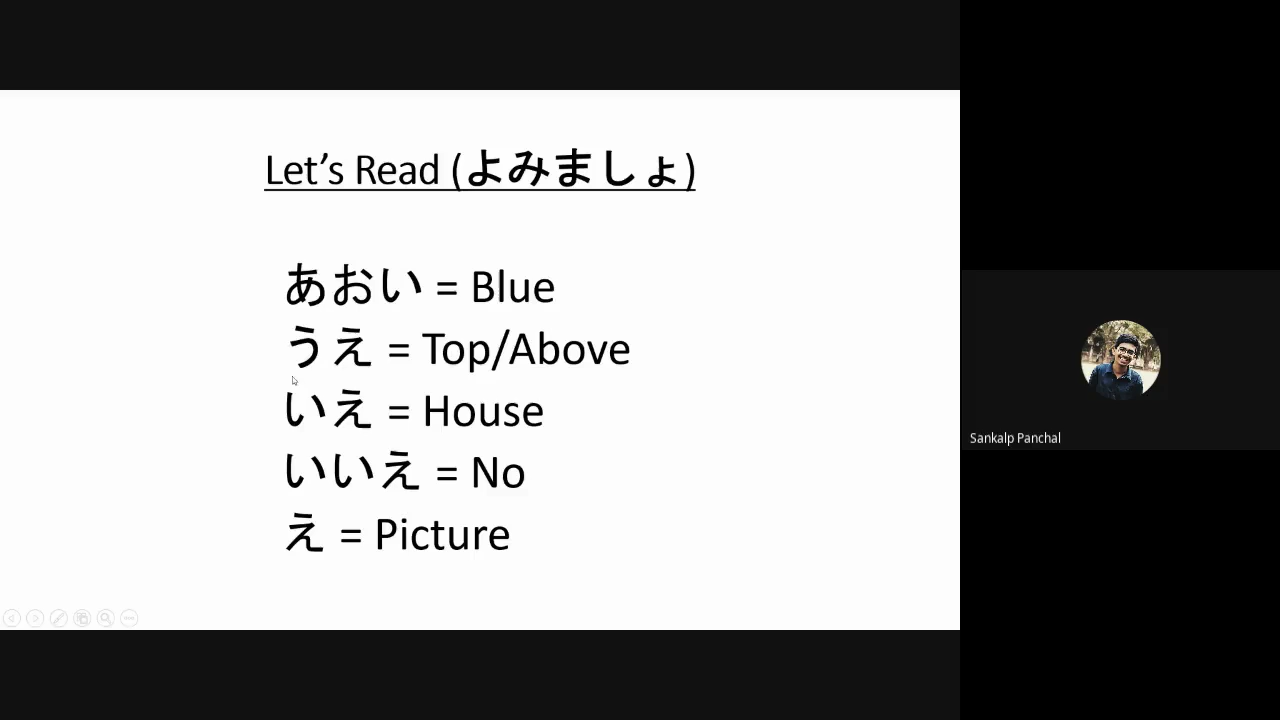 Let’s Read (よみましょ)
あおい = Blue
うえ = Top/Above
いえ = House
いいえ = No
え = Picture
Sankalp Panchal